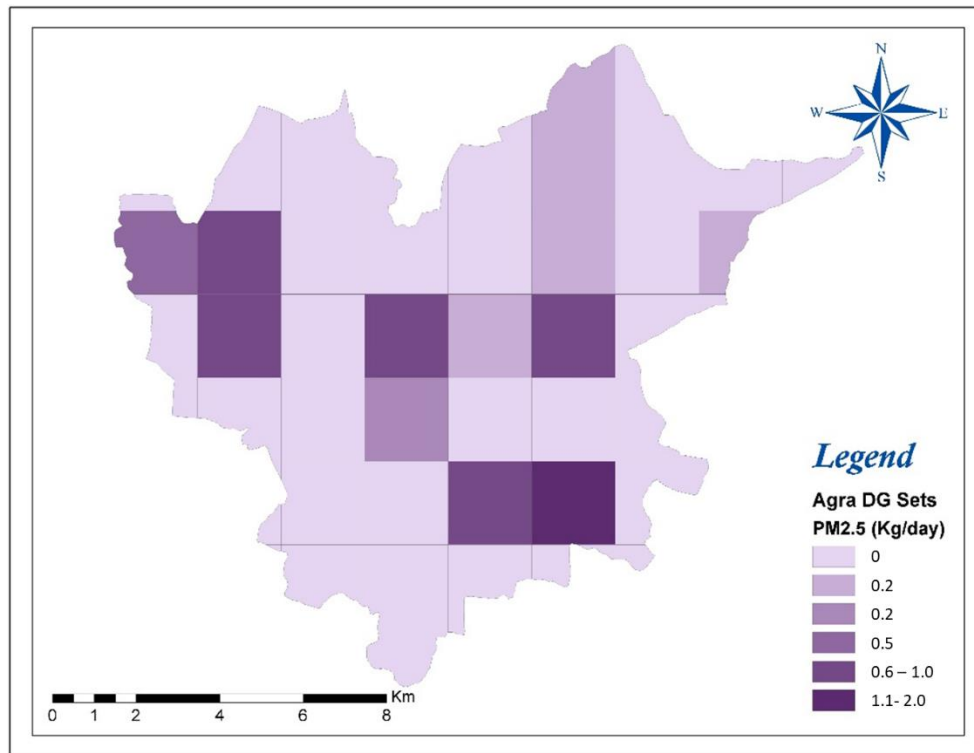 N
W E
S
Legend
Agra DG Sets
PM2.5 (Kg/day)
0
0.2
0.2
0.5
0.6 – 1.0
1.1- 2.0
Km
0 1 2 4 6 8